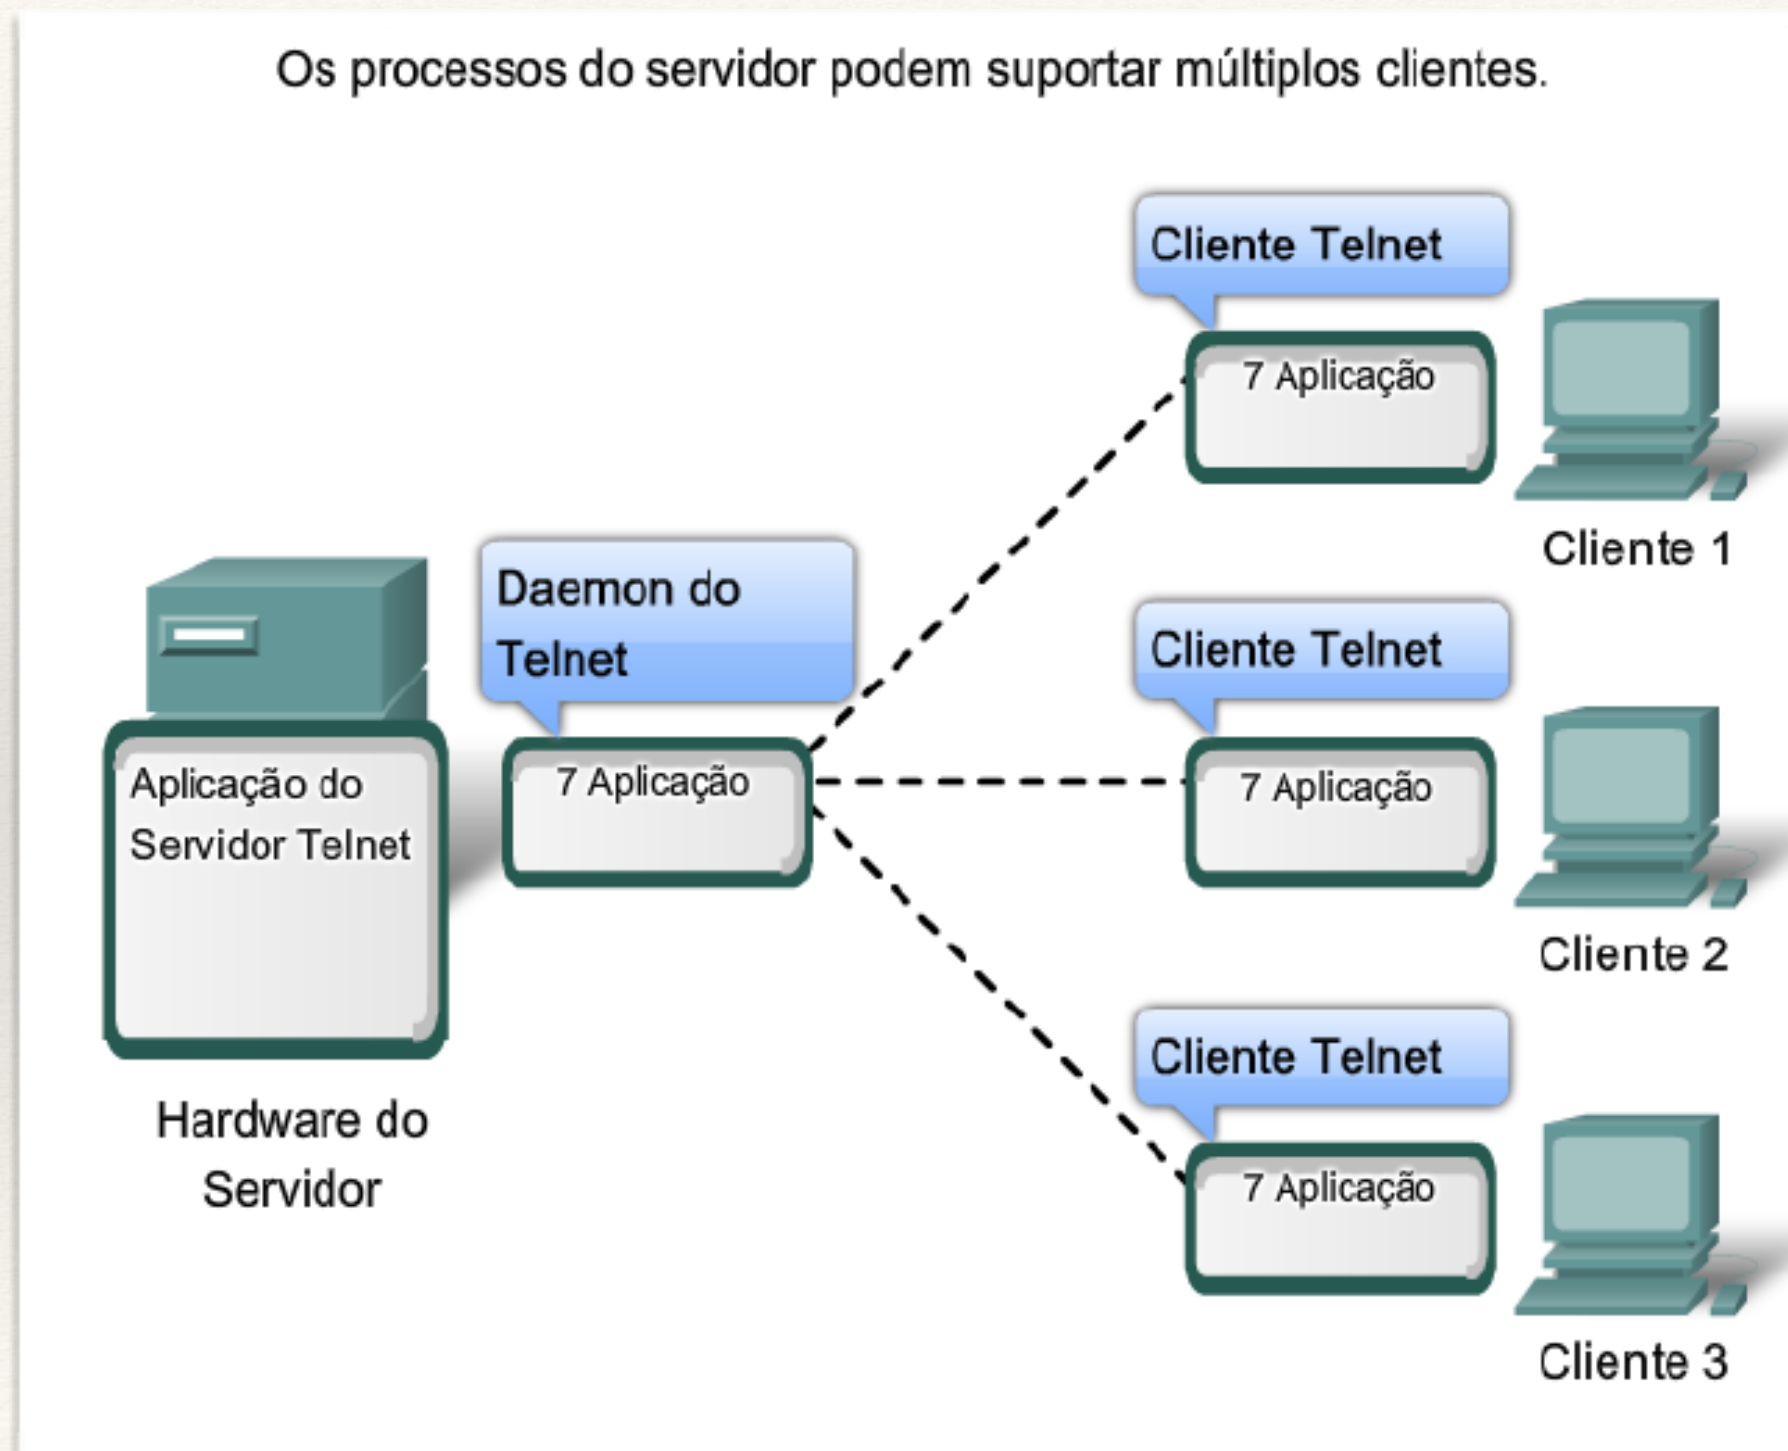 Os processos do servidor podem suportar múltiplos clientes.
Cliente Telnet
7 Aplicação
Cliente 1
Daemon do
Telnet
7 Aplicação
Aplicação do
Servidor Telnet
Hardware do
Servidor
Cliente Telnet
7 Aplicação
Cliente 2
Cliente Telnet
7 Aplicação
Cliente 3